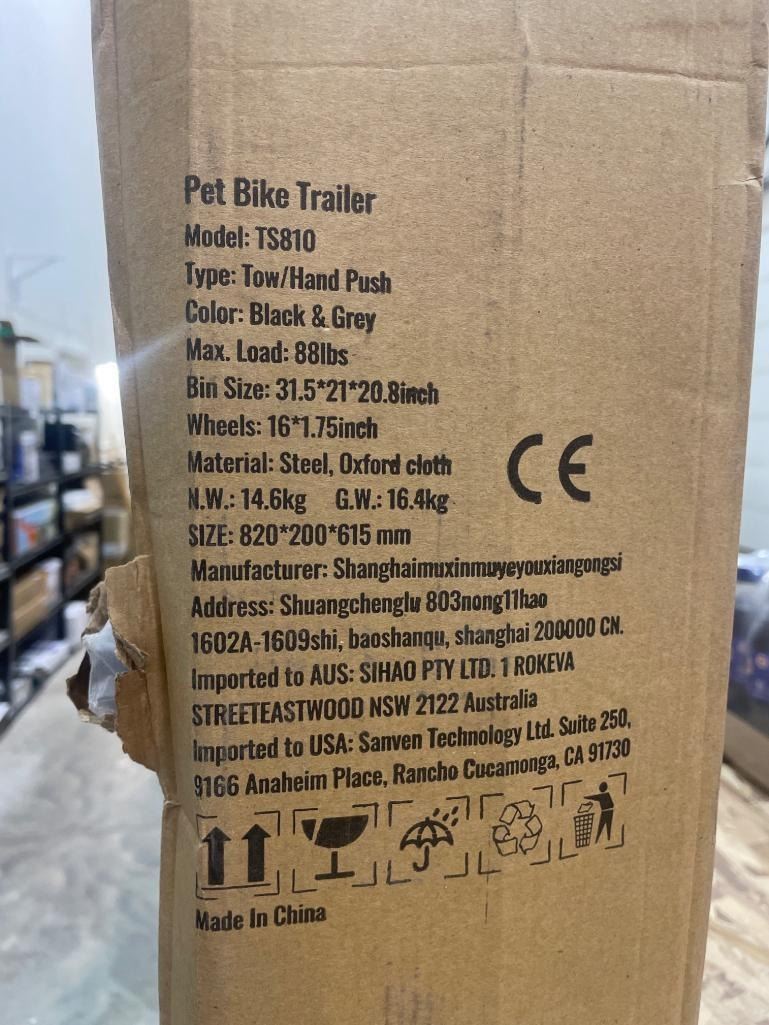 Pet Bike Trailer
Model: TS810
Type: Tow/Hand Push
Color: Black & Grey
Max. Load: 88lbs
Bin Size: 31.5*21*20.8inch
Wheels: 16*1.75inch
Material: Steel, Oxford cloth
CE
N.W.: 14.6kg G.W.: 16.4kg
SIZE: 820*200*615 mm
Manufacturer: Shanghaimuxinmuyeyouxiangongsi
Address: Shuangchenglu 803nong11hao
1602A-1609shi, baoshanqu, shanghai 200000 CN.
Imported to AUS: SIHAO PTY LTD. 1 ROKEVA
STREETEASTWOOD NSW 2122 Australia
Imported to USA: Sanven Technology Ltd. Suite 250,
9166 Anaheim Place, Rancho Cucamonga, CA 91730
Made In China